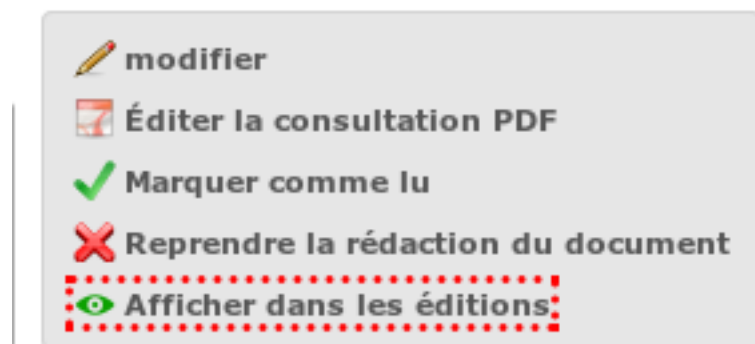 modifier
Éditer la consultation PDF
Marquer comme lu
Reprendre la rédaction du document
Afficher dans les éditions